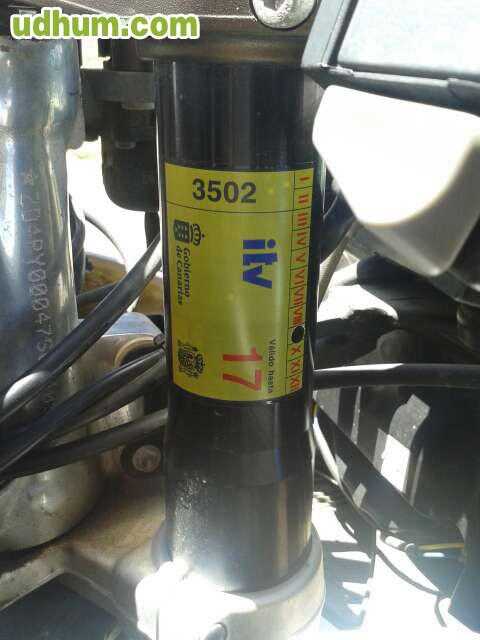 udhum.com
3502
I II III IV V VI VII VIII X XI XII
itv
Gobierno
de Canarias
Válido hasta
17